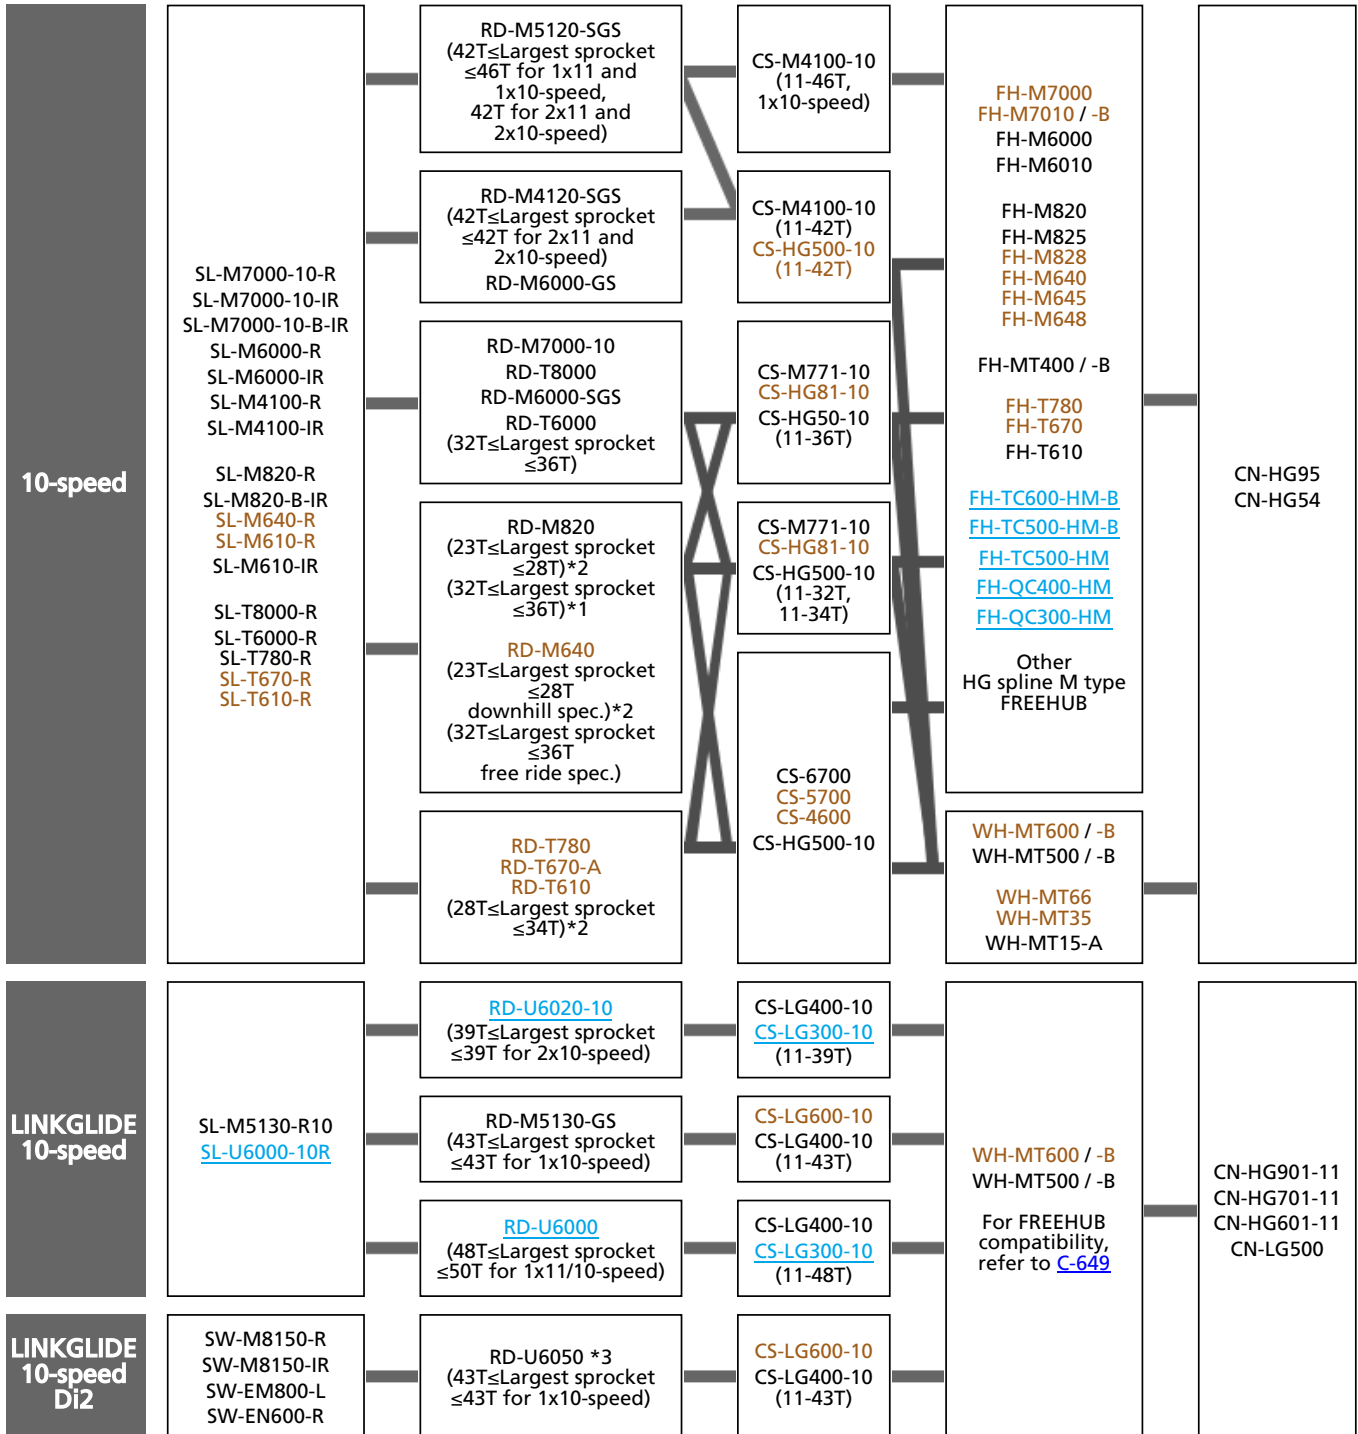 10-speed
SL-M7000-10-R
SL-M7000-10-IR
SL-M7000-10-B-IR
SL-M6000-R
SL-M6000-IR
SL-M4100-R
SL-M4100-IR
SL-M820-R
SL-M820-B-IR
SL-M640-R
SL-M610-R
SL-M610-IR
SL-T8000-R
SL-T6000-R
SL-T780-R
SL-T670-R
SL-T610-R
RD-M5120-SGS
(42T≤Largest sprocket
≤46T for 1x11 and
1x10-speed,
42T for 2x11 and
2x10-speed)
RD-M4120-SGS
(42T≤Largest sprocket
≤42T for 2x11 and
2x10-speed)
RD-M6000-GS
RD-M7000-10
RD-T8000
RD-M6000-SGS
RD-T6000
(32T≤Largest sprocket
≤36T)
RD-M820
(23T≤Largest sprocket
≤28T)*2
(32T≤Largest sprocket
≤36T)*1
RD-M640
(23T≤Largest sprocket
≤28T
downhill spec.)*2
(32T≤Largest sprocket
≤36T
free ride spec.)
RD-T780
RD-T670-A
RD-T610
(28T≤Largest sprocket
≤34T)*2
CS-M4100-10
(11-46T,
1x10-speed)
CS-M4100-10
(11-42T)
CS-HG500-10
(11-42T)
CS-M771-10
CS-HG81-10
CS-HG50-10
(11-36T)
CS-M771-10
CS-HG81-10
CS-HG500-10
(11-32T,
11-34T)
CS-6700
CS-5700
CS-4600
CS-HG500-10
FH-M7000
FH-M7010 / -B
FH-M6000
FH-M6010
FH-M820
FH-M825
FH-M828
FH-M640
FH-M645
FH-M648
FH-MT400 / -B
FH-T780
FH-T670
FH-T610
FH-TC600-HM-B
FH-TC500-HM-B
FH-TC500-HM
FH-QC400-HM
FH-QC300-HM
Other
HG spline M type
FREEHUB
WH-MT600 / -B
WH-MT500 / -B
WH-MT66
WH-MT35
WH-MT15-A
CN-HG95
CN-HG54
LINKGLIDE
10-speed
SL-M5130-R10
SL-U6000-10R
RD-U6020-10
(39T≤Largest sprocket
≤39T for 2x10-speed)
RD-M5130-GS
(43T≤Largest sprocket
≤43T for 1x10-speed)
RD-U6000
(48T≤Largest sprocket
≤50T for 1x11/10-speed)
CS-LG400-10
CS-LG300-10
(11-39T)
CS-LG600-10
CS-LG400-10
(11-43T)
CS-LG400-10
CS-LG300-10
(11-48T)
LINKGLIDE
10-speed
Di2
SW-M8150-R
SW-M8150-IR
SW-EM800-L
SW-EN600-R
RD-U6050 *3
(43T≤Largest sprocket
≤43T for 1x10-speed)
CS-LG600-10
CS-LG400-10
(11-43T)
WH-MT600 / -B
WH-MT500 / -B
For FREEHUB
compatibility,
refer to C-649
CN-HG901-11
CN-HG701-11
CN-HG601-11
CN-LG500